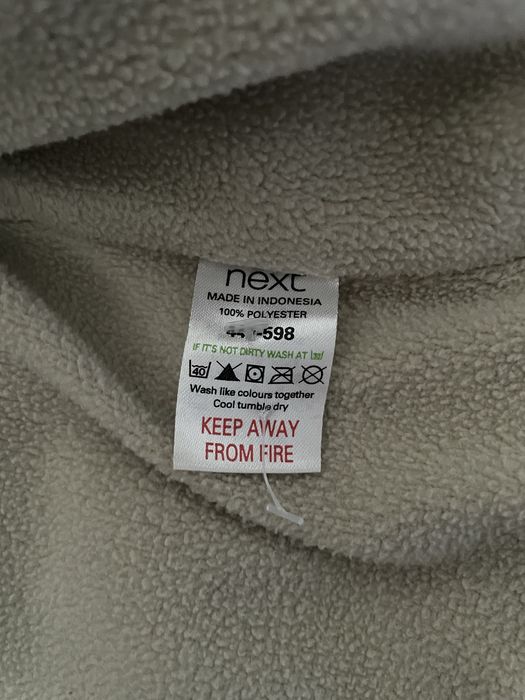 next
MADE IN INDONESIA
100% POLYESTER
-598
IF IT'S NOT DIRTY WASH AT 30
40
Wash like colours together
Cool tumble dry
KEEP AWAY
FROM FIRE